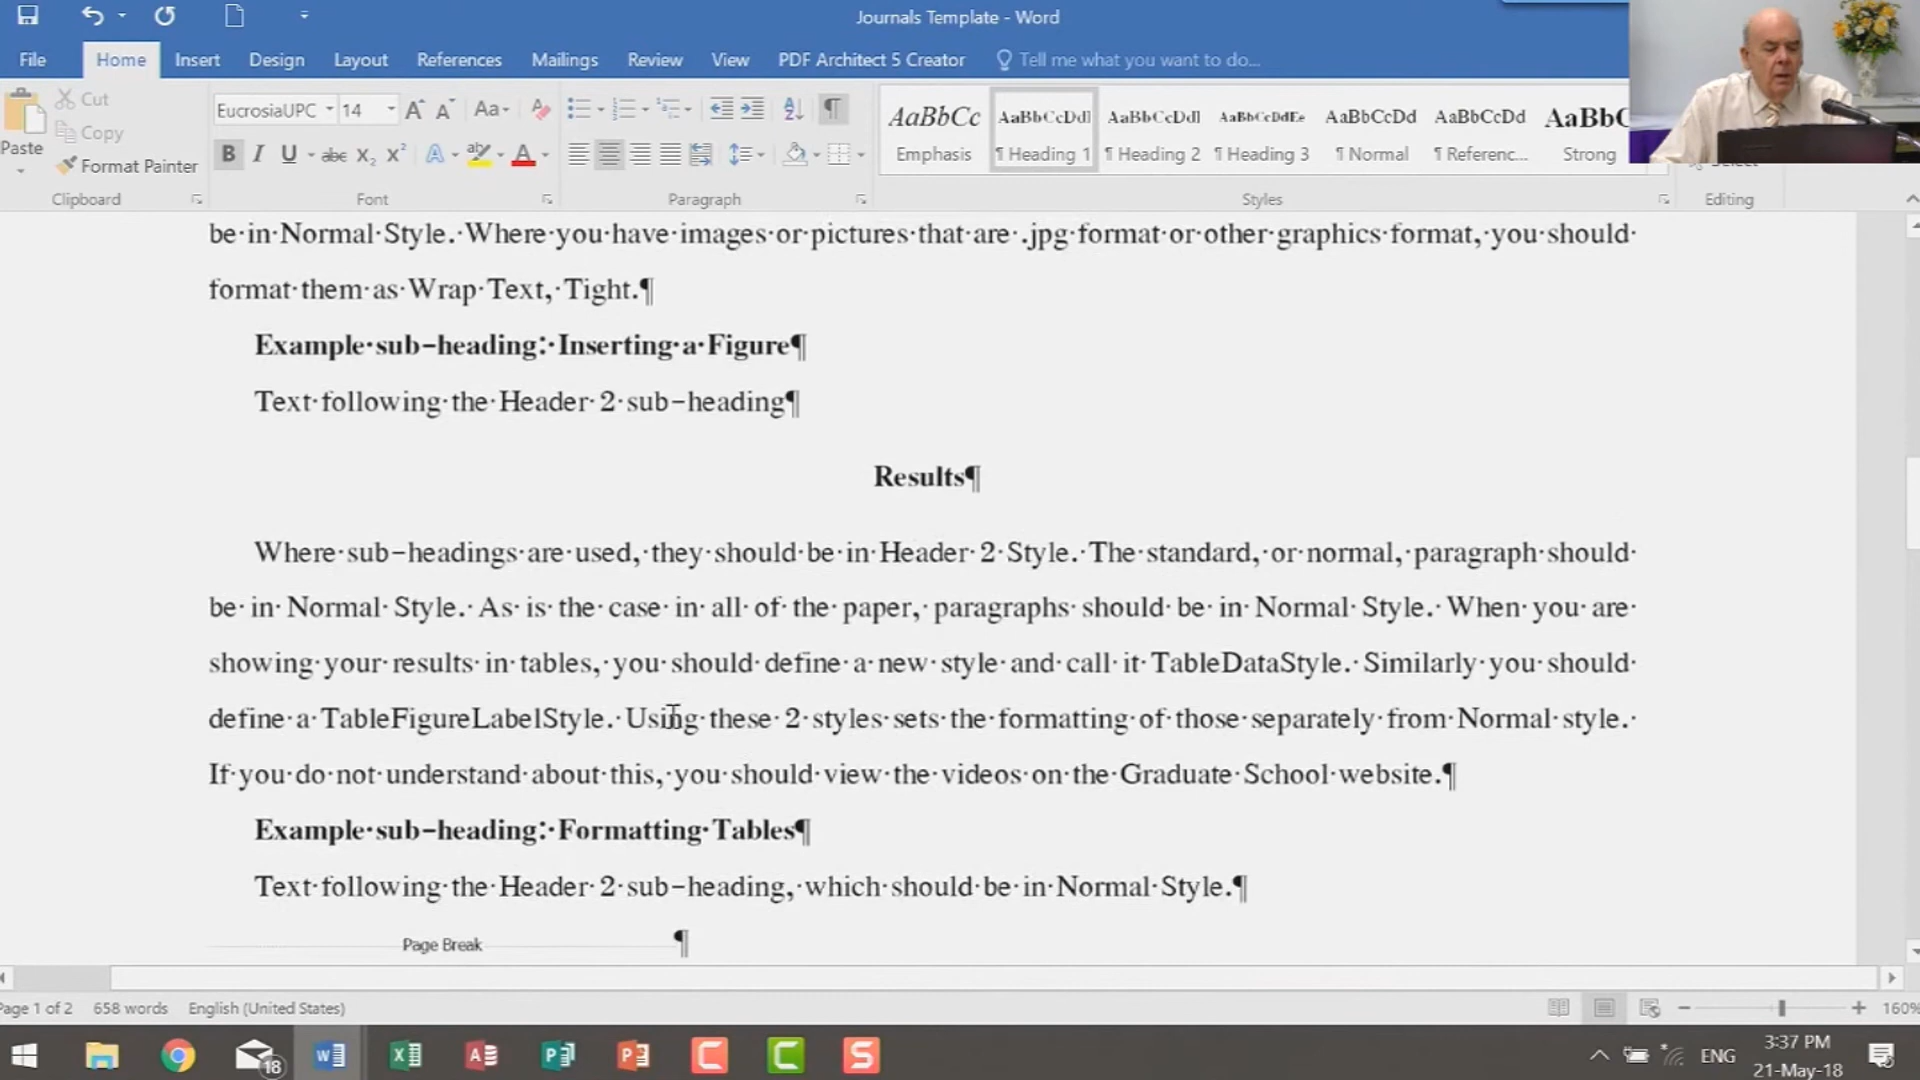 Journals Template - Word
File Home Insert Design Layout References Mailings Review View PDF Architect 5 Creator Tell me what you want to do...
Cut
Copy
Paste
Format Painter
EucrosiaUPC 14
AaBbCc AaBbCcDdI AaBbCcDdI AaBbCcDdEe AaBbCcDd AaBbCcDd AaBbC
Emphasis ¶ Heading 1 ¶ Heading 2 ¶ Heading 3 ¶ Normal ¶ Referenc... Strong
Clipboard Font Paragraph Styles Editing
be in Normal Style. Where you have images or pictures that are .jpg format or other graphics format, you should
format them as Wrap Text, Tight.¶
Example sub-heading: Inserting a Figure¶
Text following the Header 2 sub-heading¶
Results¶
Where sub-headings are used, they should be in Header 2 Style. The standard, or normal, paragraph should
be in Normal Style. As is the case in all of the paper, paragraphs should be in Normal Style. When you are
showing your results in tables, you should define a new style and call it TableDataStyle. Similarly you should
define a TableFigureLabelStyle. Using these 2 styles sets the formatting of those separately from Normal style.
If you do not understand about this, you should view the videos on the Graduate School website.¶
Example sub-heading: Formatting Tables¶
Text following the Header 2 sub-heading, which should be in Normal Style.¶
Page Break ¶
Page 1 of 2 658 words English (United States) 160%
18
ENG
3:37 PM
21-May-18